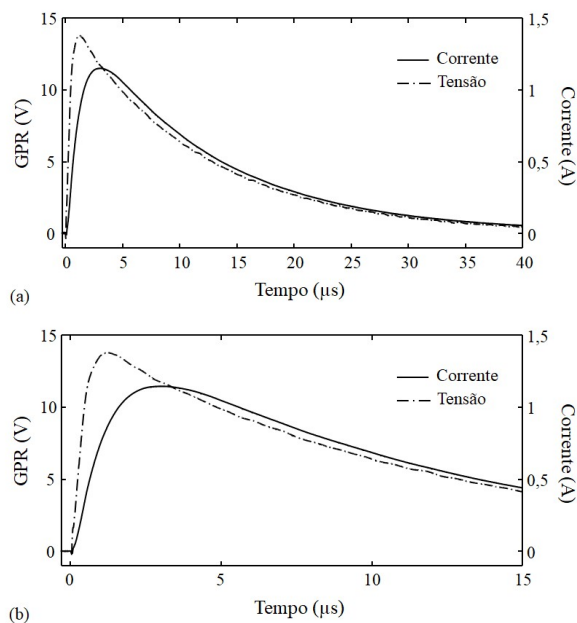 15
1,5
Corrente
Tensão
10
1
GPR (V)
Corrente (A)
5
0,5
0
0
0
5
10
15
20
25
30
35
40
(a)
Tempo (µs)
15
1,5
Corrente
Tensão
10
1
GPR (V)
Corrente (A)
5
0,5
0
0
0
5
10
15
(b)
Tempo (µs)